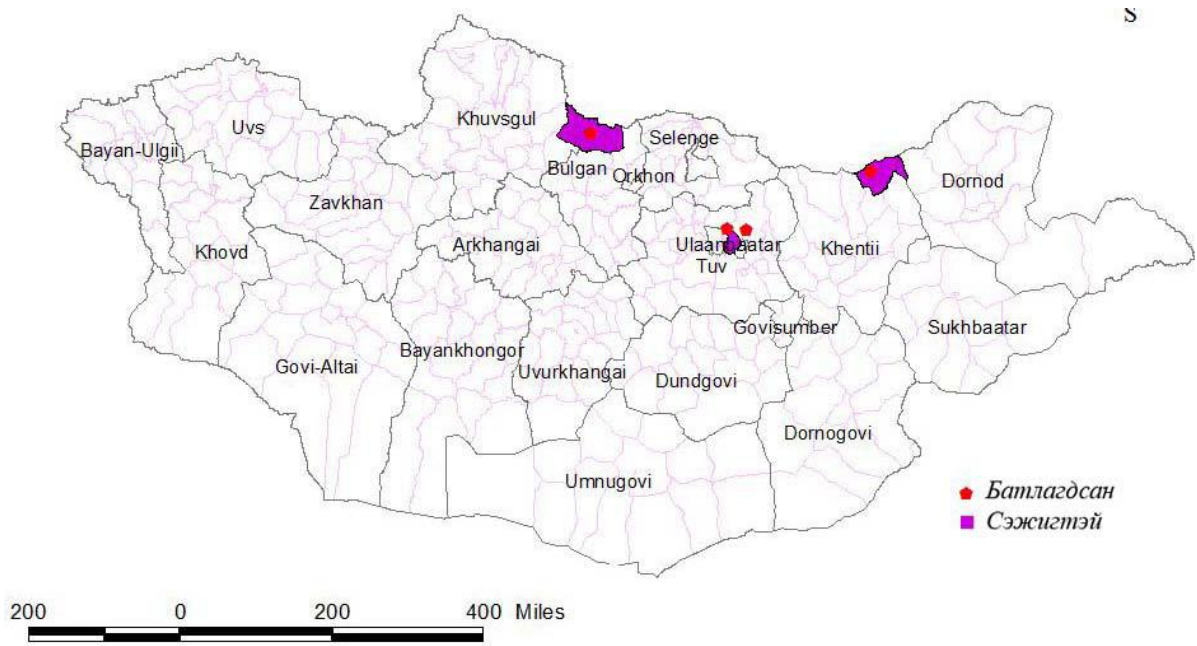 S
Khuvsgul
Uvs
Selenge
Bayan-Ulgii
Bulgan
Orkhon
Dornod
Zavkhan
Arkhangai
Ulaanbaatar
Khentii
Khovd
Tuv
Govisumber
Sukhbaatar
Bayankhongor
Govi-Altai
Uvurkhangai
Dundgovi
Dornogovi
Umnugovi
Батлагдсан
Сэжигтэй
200 0 200 400 Miles